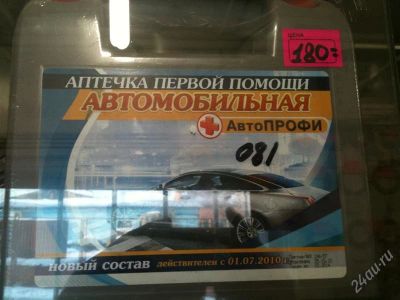 ЦЕНА
180=
АПТЕЧКА ПЕРВОЙ ПОМОЩИ
АВТОМОБИЛЬНАЯ
АвтоПРОФИ
081
новый состав действителен с 01.07.2010 г.
24au.ru